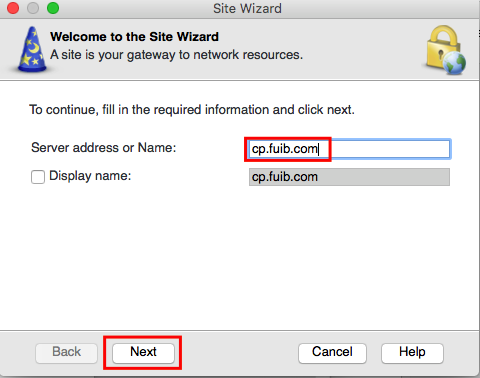 Site Wizard
Welcome to the Site Wizard
A site is your gateway to network resources.
To continue, fill in the required information and click next.
Server address or Name: cp.fuib.com
Display name: cp.fuib.com
Back Next Cancel Help